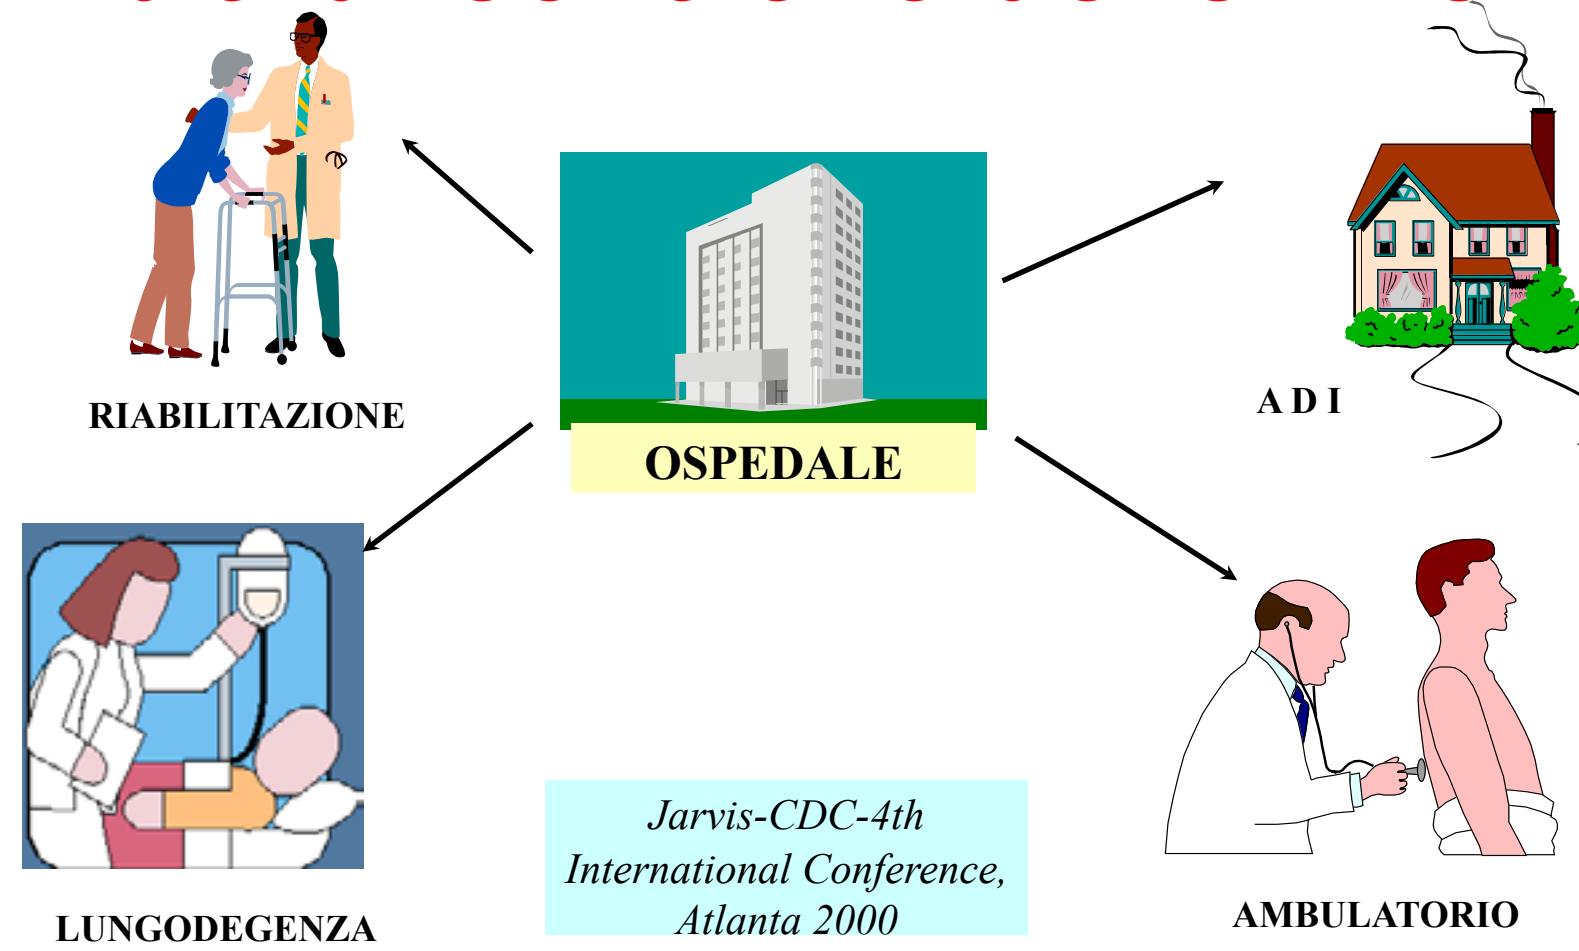 RIABILITAZIONE
A D I
OSPEDALE
Jarvis-CDC-4th
International Conference,
Atlanta 2000
LUNGODEGENZA
AMBULATORIO